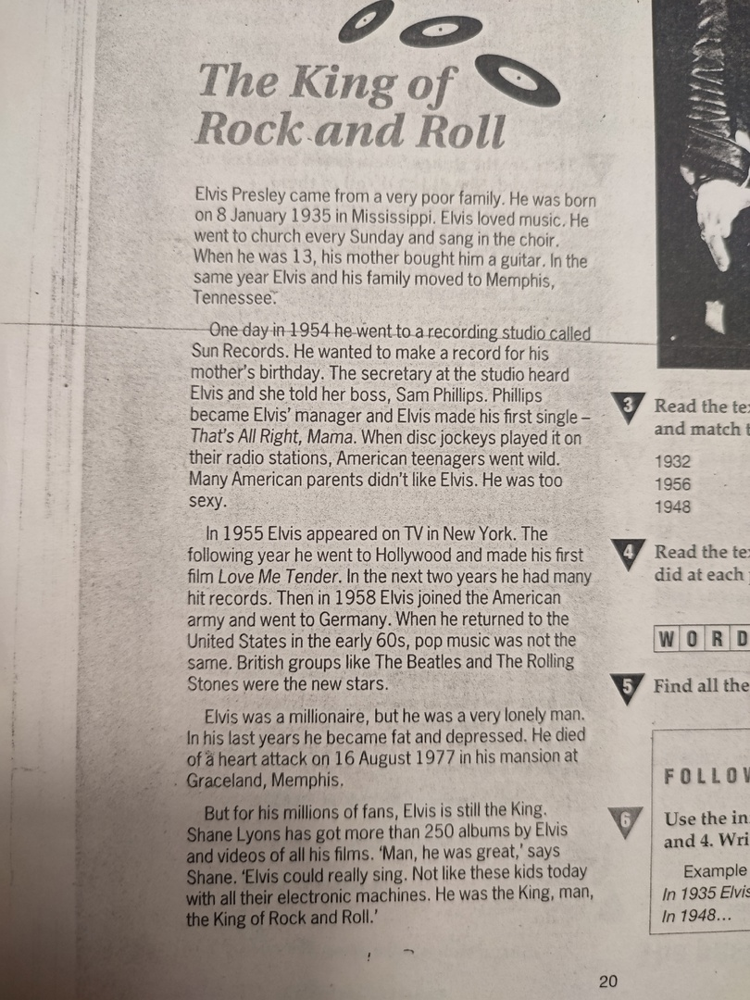 The King of
Rock and Roll
Elvis Presley came from a very poor family. He was born
on 8 January 1935 in Mississippi. Elvis loved music. He
went to church every Sunday and sang in the choir.
When he was 13, his mother bought him a guitar. In the
same year Elvis and his family moved to Memphis,
Tennessee.
One day in 1954 he went to a recording studio called
Sun Records. He wanted to make a record for his
mother's birthday. The secretary at the studio heard
Elvis and she told her boss, Sam Phillips. Phillips
became Elvis' manager and Elvis made his first single –
That's All Right, Mama. When disc jockeys played it on
their radio stations, American teenagers went wild.
Many American parents didn't like Elvis. He was too
sexy.
In 1955 Elvis appeared on TV in New York. The
following year he went to Hollywood and made his first
film Love Me Tender. In the next two years he had many
hit records. Then in 1958 Elvis joined the American
army and went to Germany. When he returned to the
United States in the early 60s, pop music was not the
same. British groups like The Beatles and The Rolling
Stones were the new stars.
Elvis was a millionaire, but he was a very lonely man.
In his last years he became fat and depressed. He died
of a heart attack on 16 August 1977 in his mansion at
Graceland, Memphis.
But for his millions of fans, Elvis is still the King.
Shane Lyons has got more than 250 albums by Elvis
and videos of all his films. 'Man, he was great,' says
Shane. 'Elvis could really sing. Not like these kids today
with all their electronic machines. He was the King, man,
the King of Rock and Roll.'
3 Read the
and match
1932
1956
1948
4 Read the
did at each
WORD
5 Find all the
FOLLOW
6 Use the in
and 4. Wri
Example
In 1935 Elvis
In 1948...
20